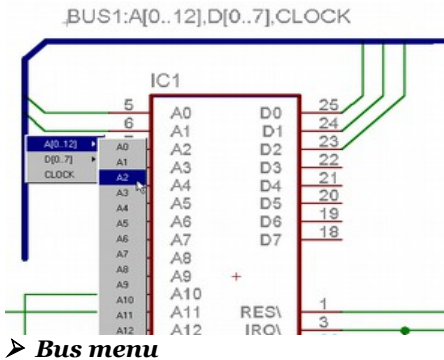 BUS1:A[0..12],D[0..7],CLOCK
IC1
5 A0 D0 25
6 A1 D1 24
A2 D2 23
A3 D3 22
A4 D4 21
A5 D5 20
A6 D6 19
A7 D7 18
A8
A9
A10
A11 RES\ 1
A12 IRQ\ 3
A[0..12]
D[0..7]
CLOCK
A0
A1
A2
A3
A4
A5
A6
A7
A8
A9
A10
A11
A12
➢ Bus menu